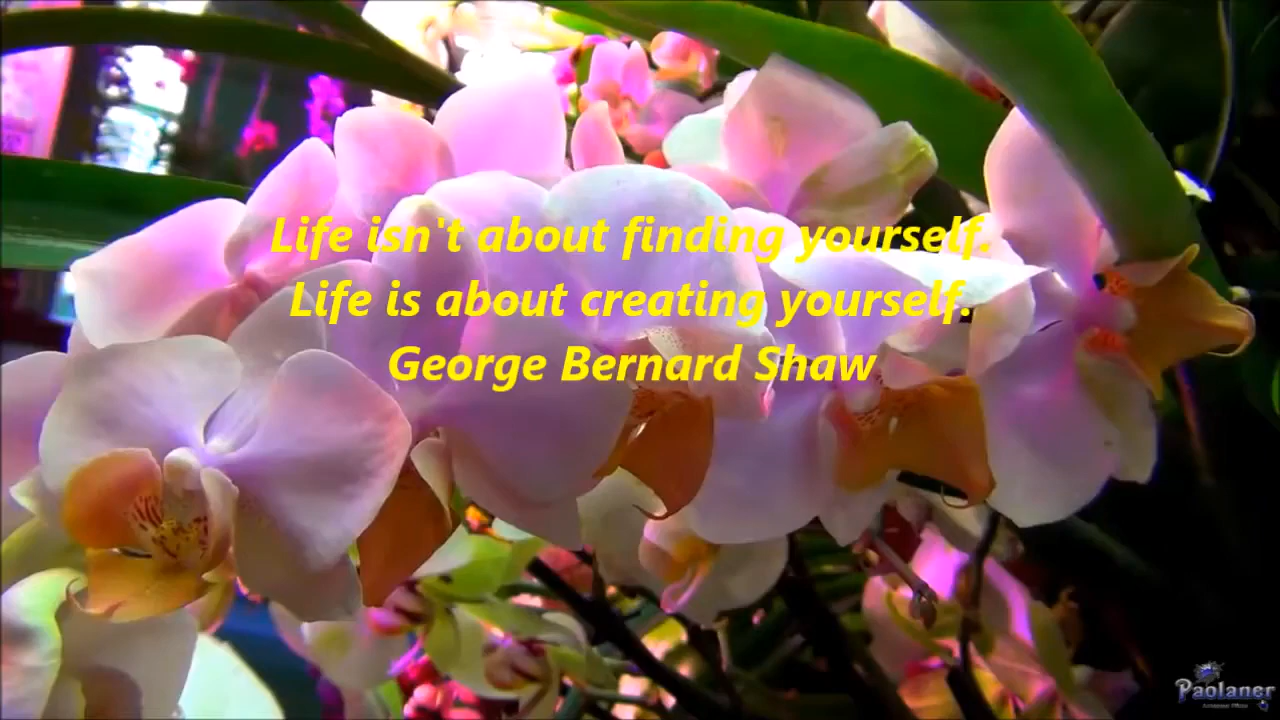 Life isn't about finding yourself.
Life is about creating yourself.
George Bernard Shaw
Paolaner